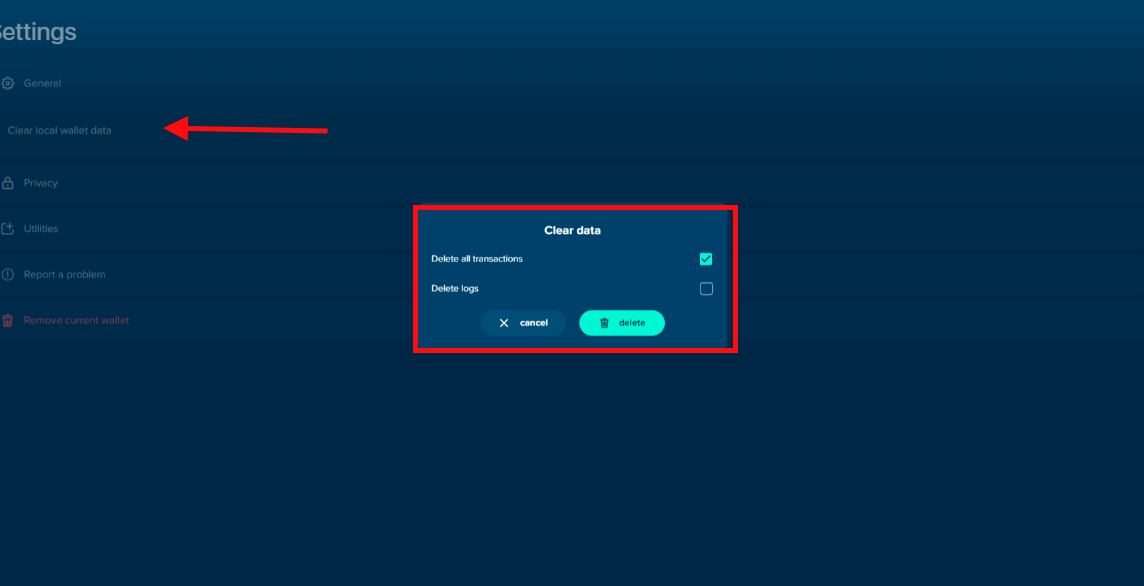 Settings
General
Clear local wallet data
Privacy
Utilities
Report a problem
Remove current wallet
Clear data
Delete all transactions
Delete logs
cancel
delete